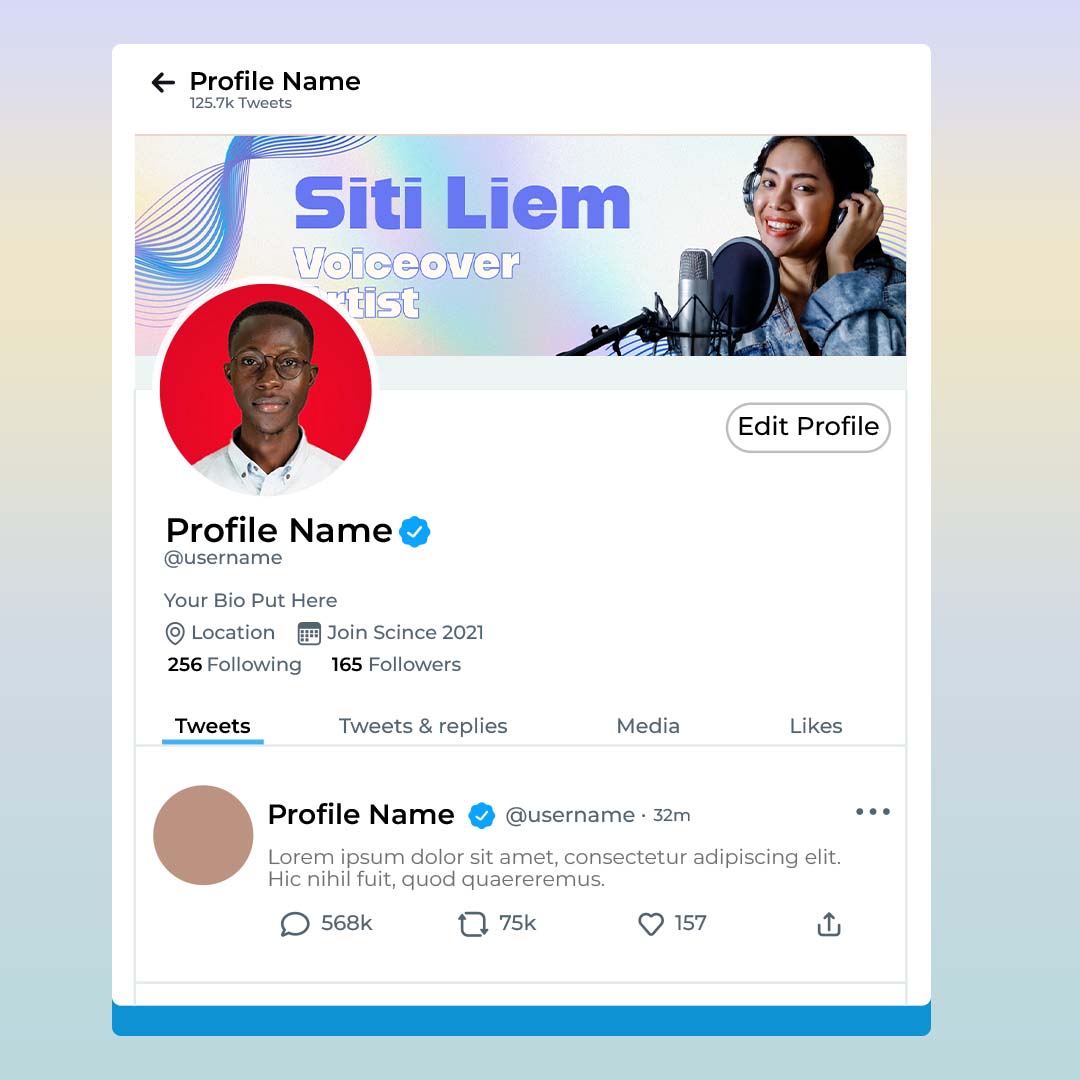 Profile Name
125.7k Tweets
Siti Liem
Voiceover
Artist
Edit Profile
Profile Name
@username
Your Bio Put Here
Location Join Scince 2021
256 Following 165 Followers
Tweets Tweets & replies Media Likes
Profile Name @username · 32m
Lorem ipsum dolor sit amet, consectetur adipiscing elit.
Hic nihil fuit, quod quaereremus.
568k 75k 157